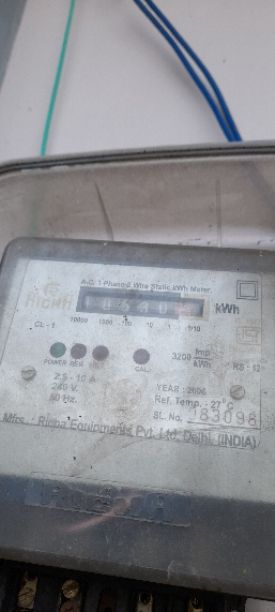 A.C. 1 Phase 2 Wire Static kWh Meter.
kWh
CL - 1 10000 1000 100 10 1 1/10
POWER REV CAL
3200 Imp/kWh
2.5 - 10 A
240 V.
50 Hz.
RS - 12
YEAR : 2006
Ref. Temp. - 27°c
SL. No. 183098
Equipments Pvt. Ltd. Delhi. (INDIA)